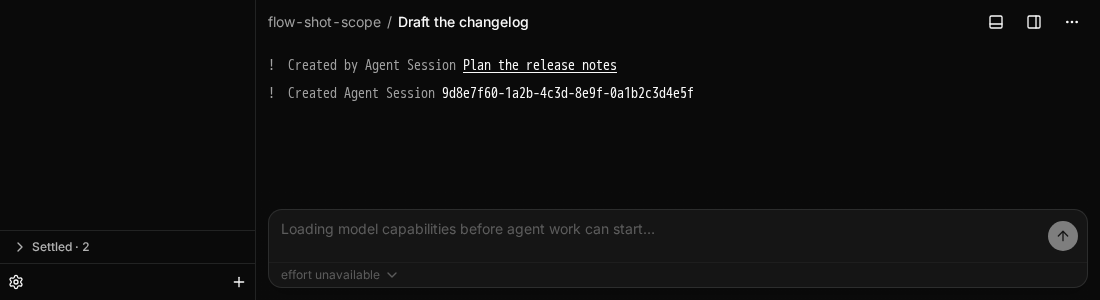 flow-shot-scope / Draft the changelog
! Created by Agent Session Plan the release notes
! Created Agent Session 9d8e7f60-1a2b-4c3d-8e9f-0a1b2c3d4e5f
Loading model capabilities before agent work can start...
effort unavailable
Settled · 2